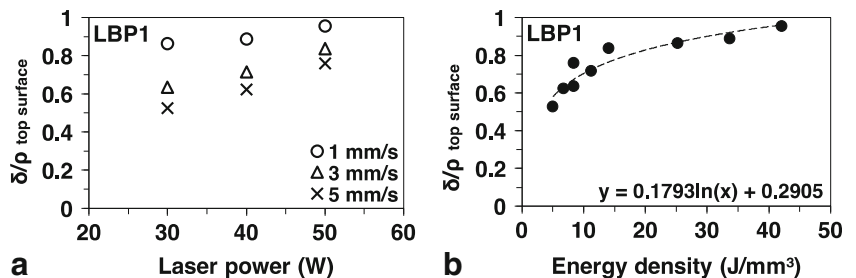 LBP1
δ/ρ top surface
1
0.8
0.6
0.4
0.2
0
1 mm/s
3 mm/s
5 mm/s
20 30 40 50 60
Laser power (W)
a
LBP1
δ/ρ top surface
1
0.8
0.6
0.4
0.2
0
y = 0.1793ln(x) + 0.2905
0 10 20 30 40 50
Energy density (J/mm³)
b